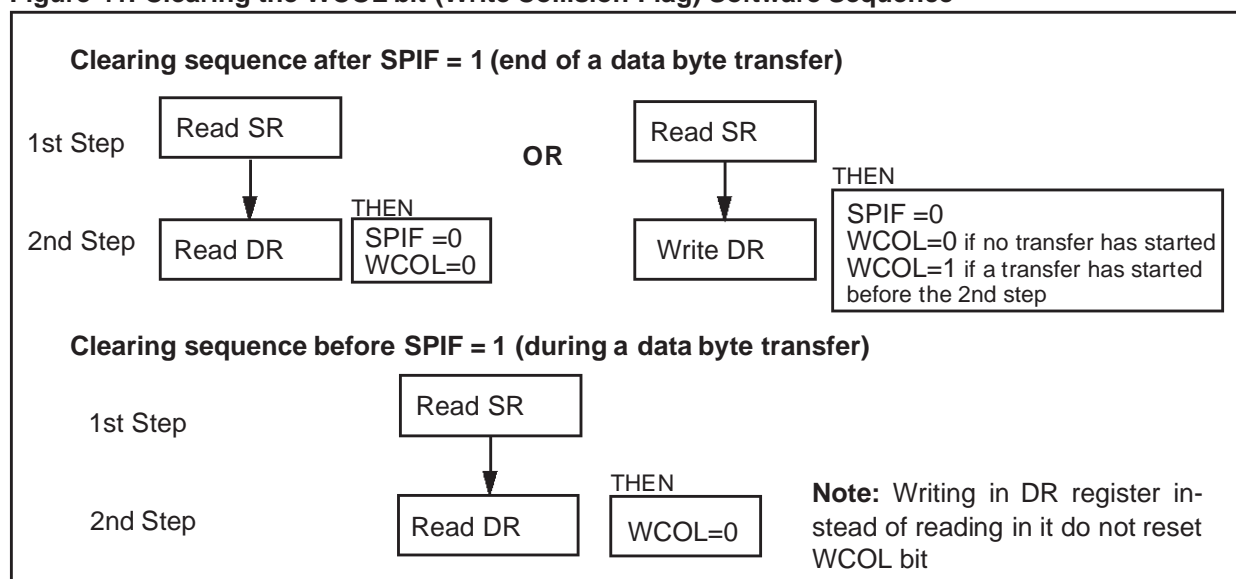 Clearing sequence after SPIF = 1 (end of a data byte transfer)
1st Step
Read SR
OR
Read SR
2nd Step
Read DR
THEN
SPIF =0
WCOL=0
Write DR
THEN
SPIF =0
WCOL=0 if no transfer has started
WCOL=1 if a transfer has started
before the 2nd step
Clearing sequence before SPIF = 1 (during a data byte transfer)
1st Step
Read SR
2nd Step
Read DR
THEN
WCOL=0
Note: Writing in DR register in-
stead of reading in it do not reset
WCOL bit